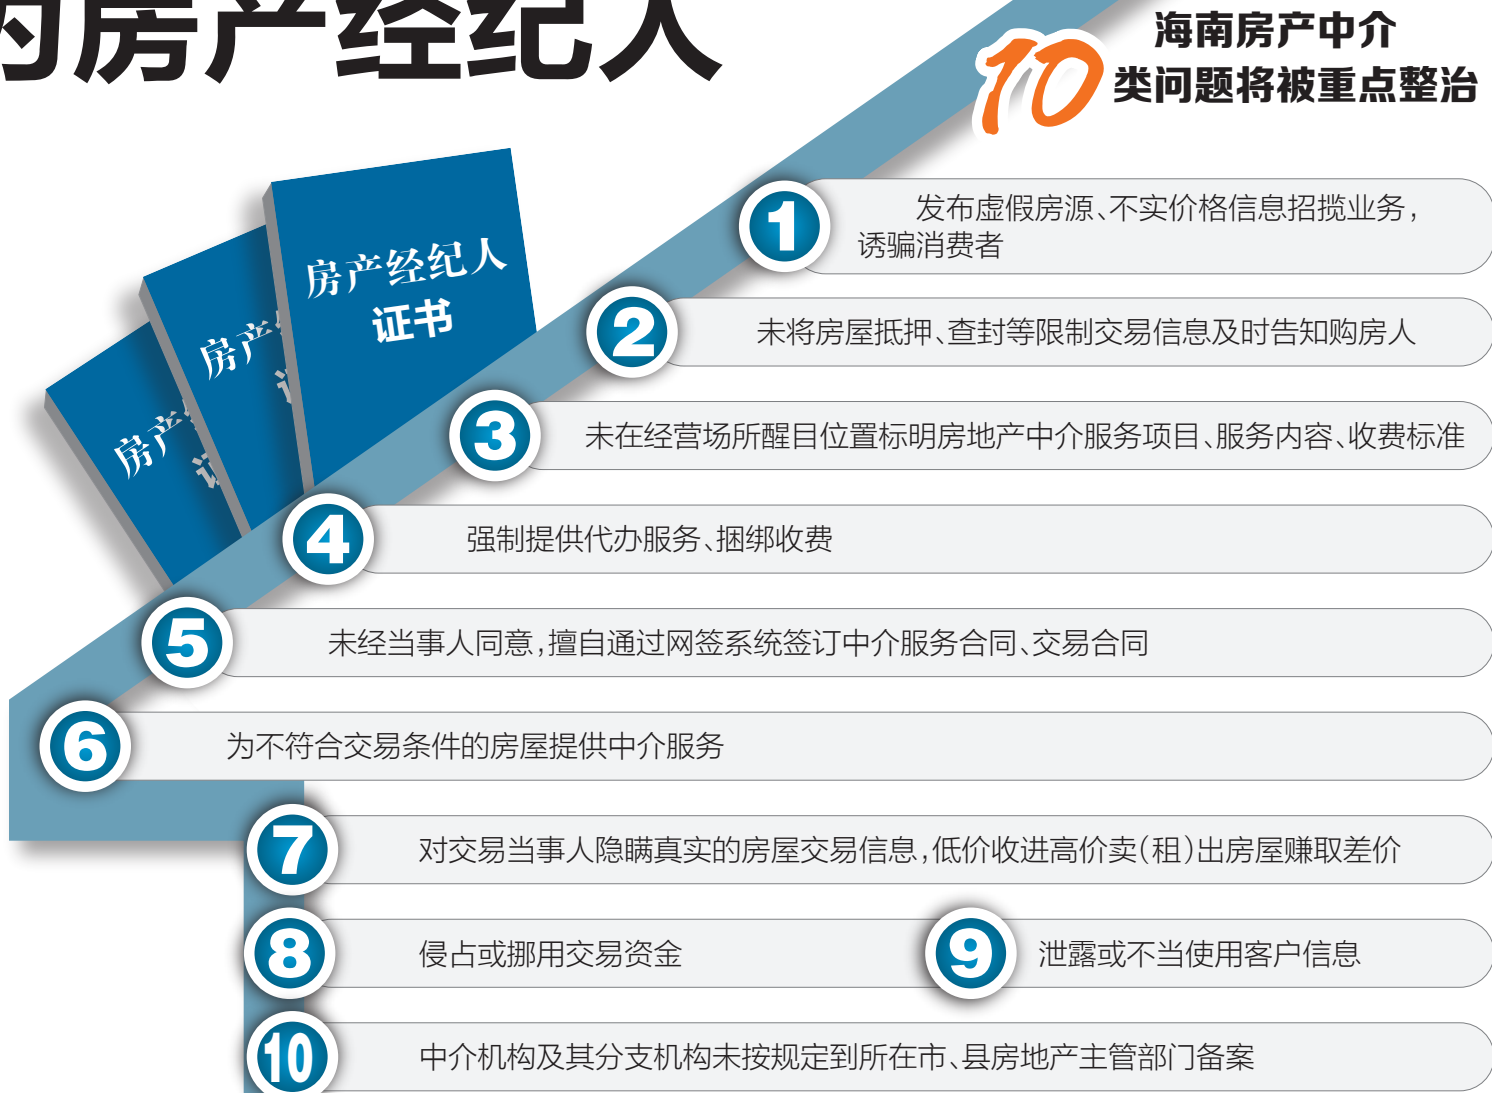 为房产经纪人
海南房产中介
10类问题将被重点整治
房产经纪人
证书
房产
房产
1
发布虚假房源、不实价格信息招揽业务，
诱骗消费者
2 未将房屋抵押、查封等限制交易信息及时告知购房人
3 未在经营场所醒目位置标明房地产中介服务项目、服务内容、收费标准
4 强制提供代办服务、捆绑收费
5 未经当事人同意，擅自通过网签系统签订中介服务合同、交易合同
6 为不符合交易条件的房屋提供中介服务
7 对交易当事人隐瞒真实的房屋交易信息，低价收进高价卖（租）出房屋赚取差价
8 侵占或挪用交易资金 9 泄露或不当使用客户信息
10 中介机构及其分支机构未按规定到所在市、县房地产主管部门备案